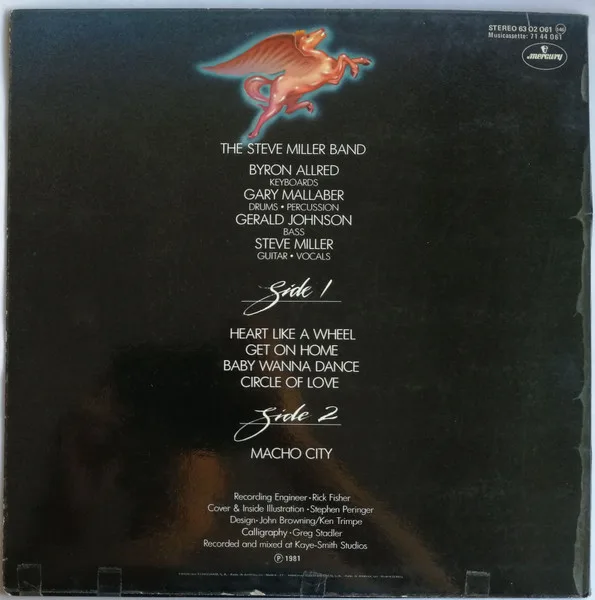 STEREO 63 02 061
Musicassette: 71 44 061
mercury
THE STEVE MILLER BAND
BYRON ALLRED
KEYBOARDS
GARY MALLABER
DRUMS • PERCUSSION
GERALD JOHNSON
BASS
STEVE MILLER
GUITAR • VOCALS
Side 1
HEART LIKE A WHEEL
GET ON HOME
BABY WANNA DANCE
CIRCLE OF LOVE
Side 2
MACHO CITY
Recording Engineer-Rick Fisher
Cover & Inside Illustration-Stephen Peringer
Design-John Browning/Ken Trimpe
Calligraphy-Greg Stadler
Recorded and mixed at Kaye-Smith Studios
Ⓟ 1981